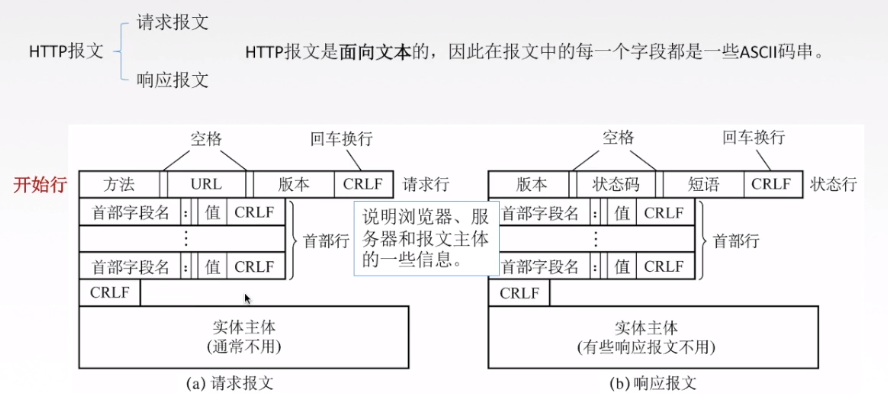 请求报文
HTTP报文
HTTP报文是面向文本的，因此在报文中的每一个字段都是一些ASCII码串。
响应报文
空格 回车换行
空格 回车换行
开始行
方法 URL 版本 CRLF 请求行
首部字段名 : 值 CRLF
⋮
首部字段名 : 值 CRLF
首部行
CRLF
实体主体
(通常不用)
(a) 请求报文
说明浏览器、服
务器和报文主体
的一些信息。
版本 状态码 短语 CRLF 状态行
首部字段名 : 值 CRLF
⋮
首部字段名 : 值 CRLF
首部行
CRLF
实体主体
(有些响应报文不用)
(b) 响应报文